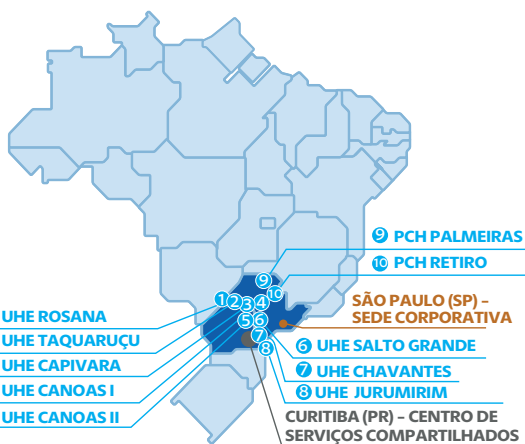 9 PCH PALMEIRAS
10 PCH RETIRO
9
10
1 2 3 4
5 6
7
8
SÃO PAULO (SP) –
SEDE CORPORATIVA
UHE ROSANA
UHE TAQUARUÇU
UHE CAPIVARA
UHE CANOAS I
UHE CANOAS II
6 UHE SALTO GRANDE
7 UHE CHAVANTES
8 UHE JURUMIRIM
CURITIBA (PR) – CENTRO DE
SERVIÇOS COMPARTILHADOS